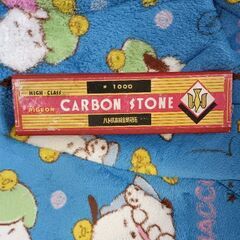 # 1000
HIGH-CLASS
CARBON STONE
PIGEON